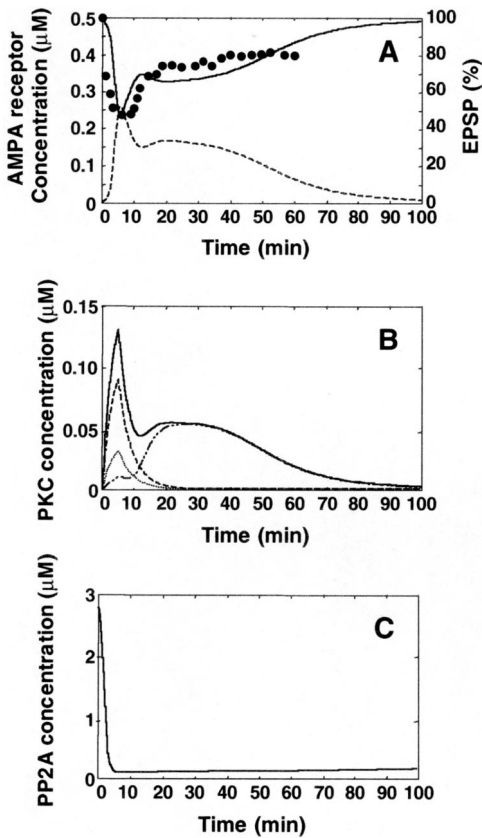 AMPA receptor
Concentration (μM)
0.5
0.4
0.3
0.2
0.1
0
A
100
80
60
40
20
0
EPSP (%)
0 10 20 30 40 50 60 70 80 90 100
Time (min)
PKC concentration (μM)
0.15
0.10
0.05
0
B
0 10 20 30 40 50 60 70 80 90 100
Time (min)
PP2A concentration (μM)
3
2
1
0
C
0 10 20 30 40 50 60 70 80 90 100
Time (min)